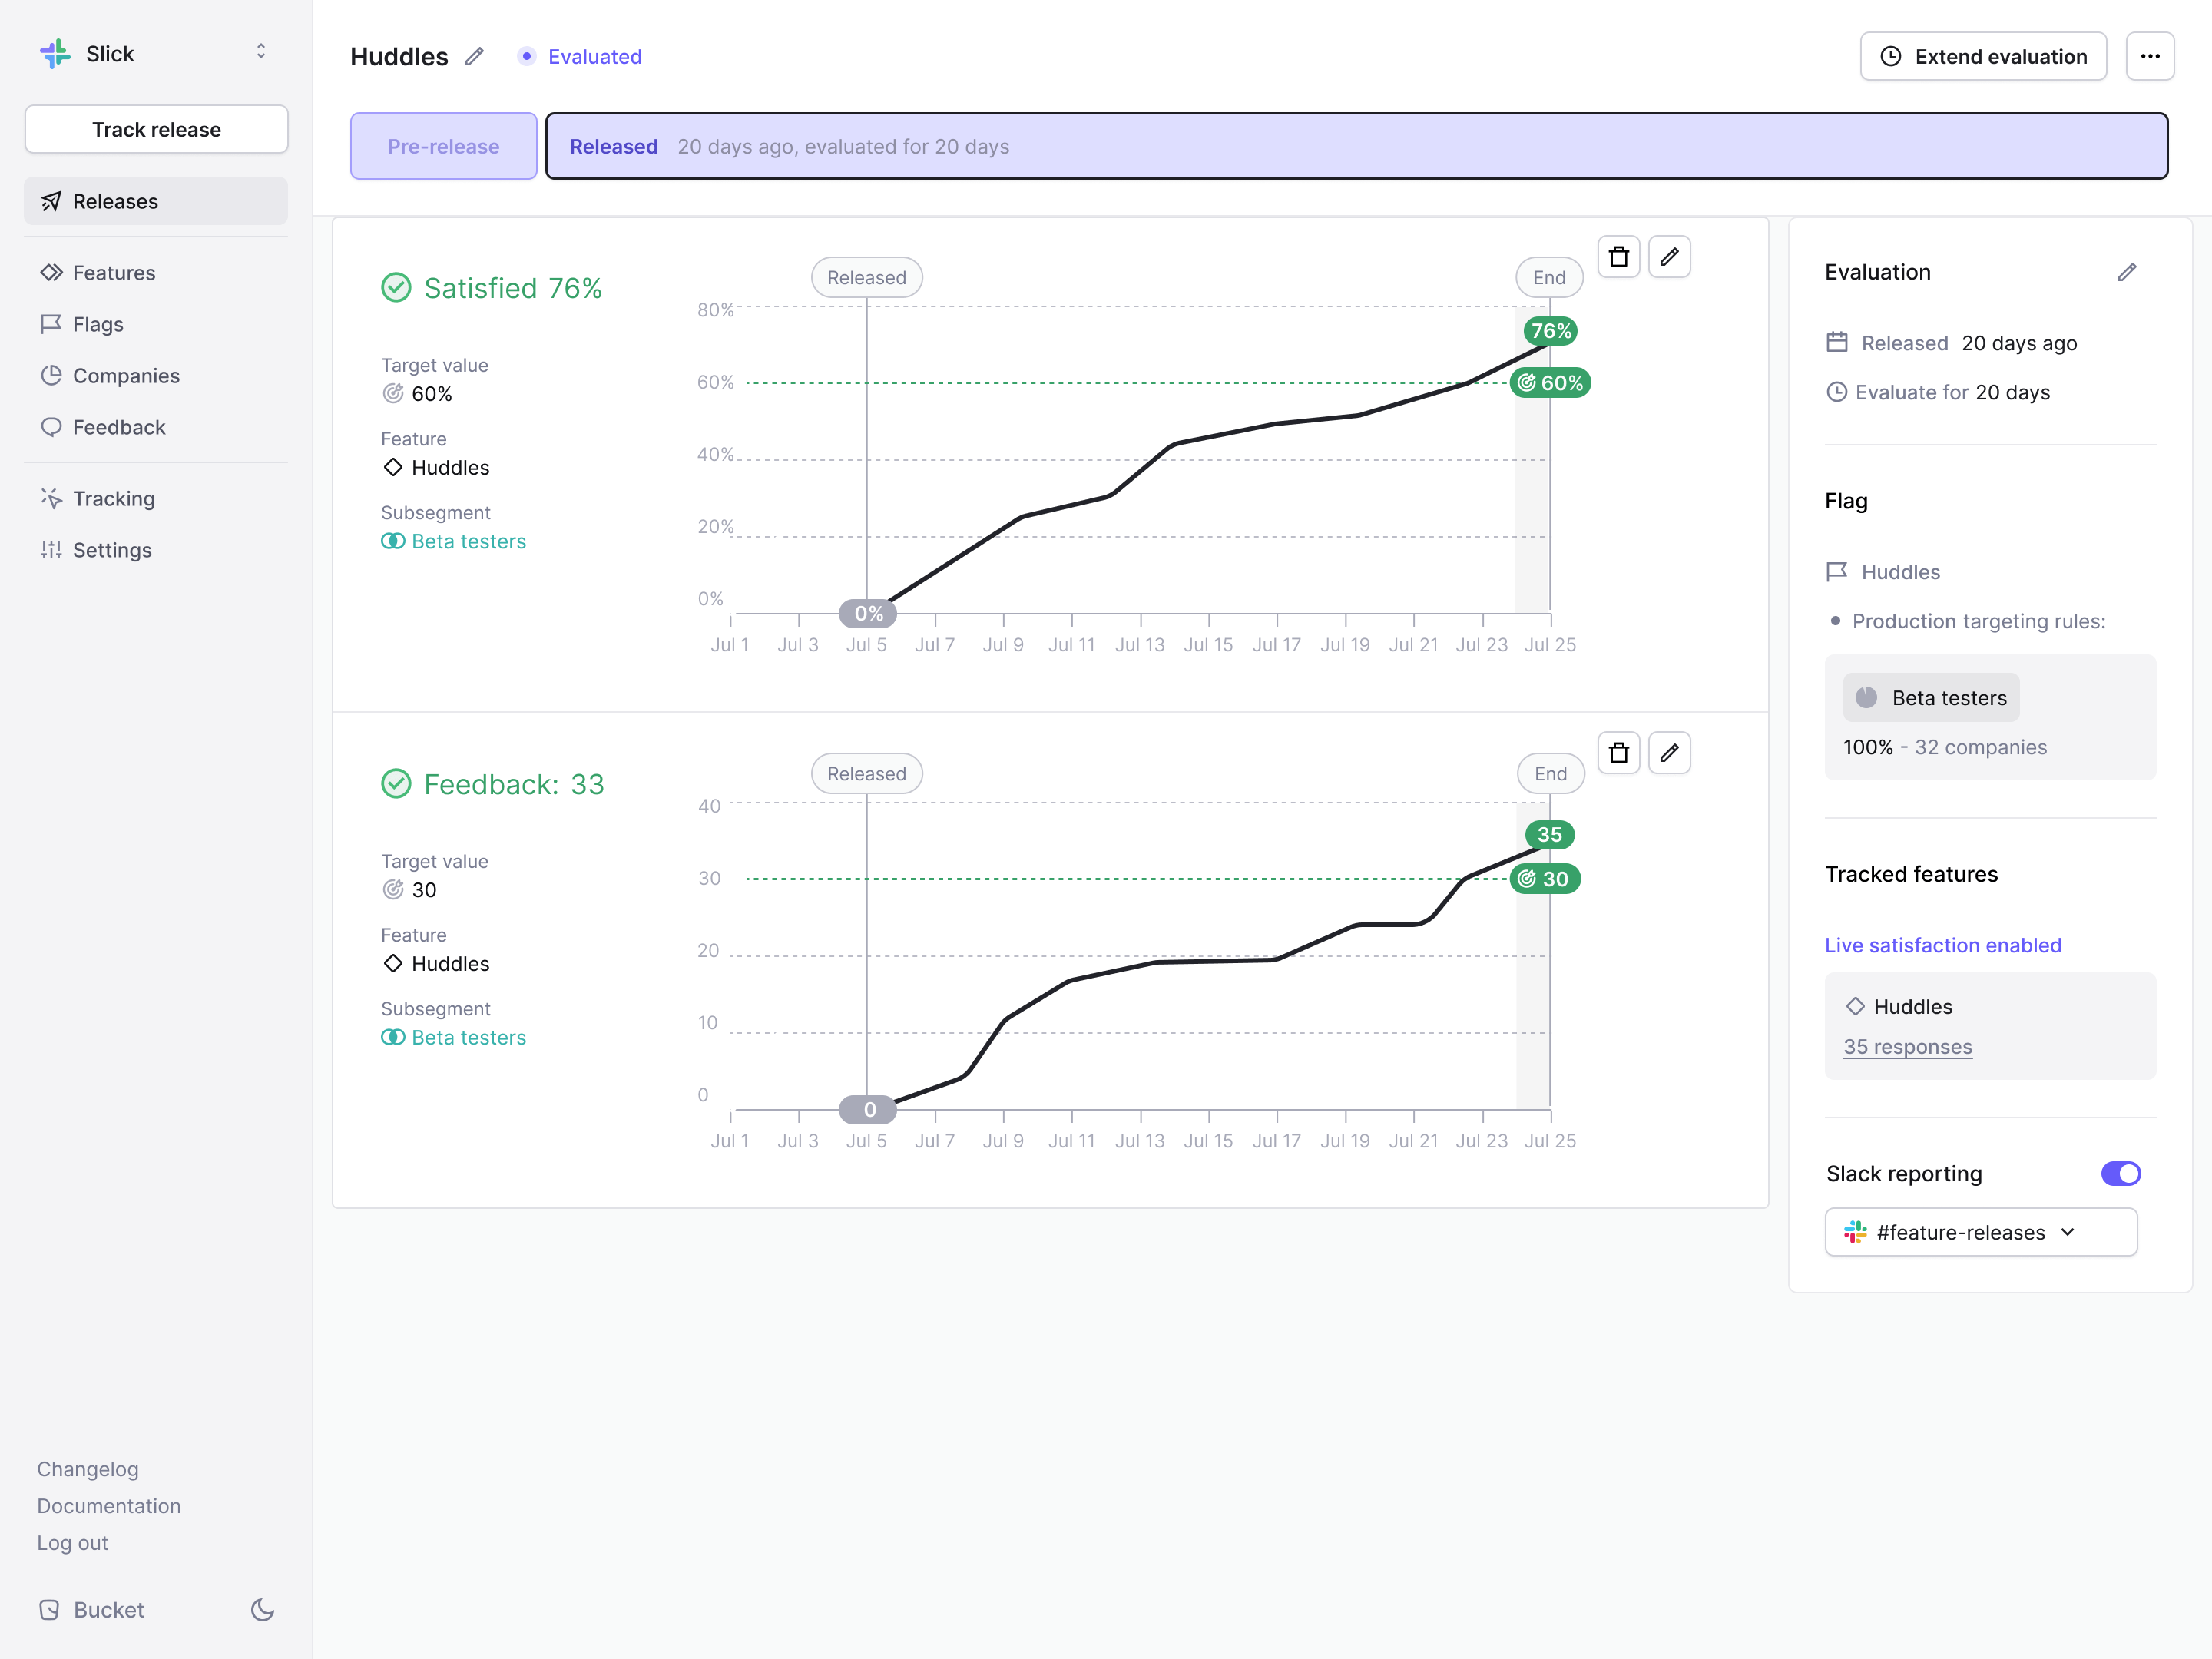 Slick
Track release
Releases
Features
Flags
Companies
Feedback
Tracking
Settings
Changelog
Documentation
Log out
Bucket
Huddles
Evaluated
Extend evaluation
Pre-release
Released 20 days ago, evaluated for 20 days
Satisfied 76%
Target value
60%
Feature
Huddles
Subsegment
Beta testers
Released
End
80%
76%
60%
60%
40%
20%
0%
0%
Jul 1 Jul 3 Jul 5 Jul 7 Jul 9 Jul 11 Jul 13 Jul 15 Jul 17 Jul 19 Jul 21 Jul 23 Jul 25
Feedback: 33
Target value
30
Feature
Huddles
Subsegment
Beta testers
Released
End
40
35
30
30
20
10
0
0
Jul 1 Jul 3 Jul 5 Jul 7 Jul 9 Jul 11 Jul 13 Jul 15 Jul 17 Jul 19 Jul 21 Jul 23 Jul 25
Evaluation
Released 20 days ago
Evaluate for 20 days
Flag
Huddles
Production targeting rules:
Beta testers
100% - 32 companies
Tracked features
Live satisfaction enabled
Huddles
35 responses
Slack reporting
#feature-releases